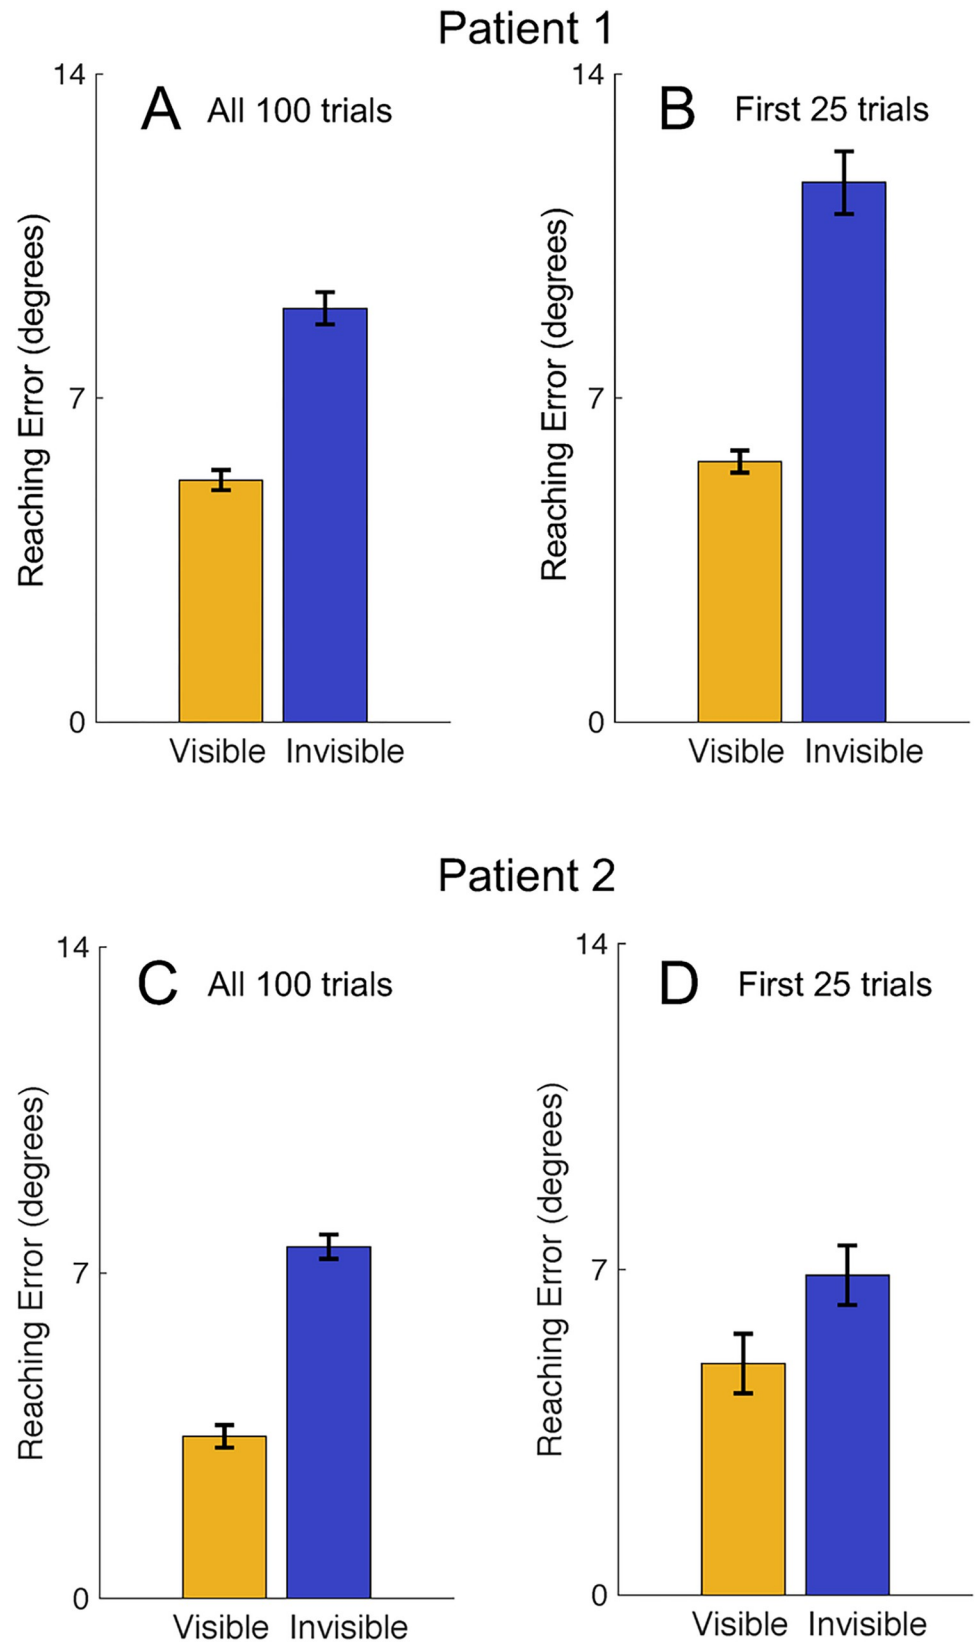 Patient 1
A All 100 trials
14
7
0
Reaching Error (degrees)
Visible Invisible
B First 25 trials
14
7
0
Reaching Error (degrees)
Visible Invisible
Patient 2
C All 100 trials
14
7
0
Reaching Error (degrees)
Visible Invisible
D First 25 trials
14
7
0
Reaching Error (degrees)
Visible Invisible